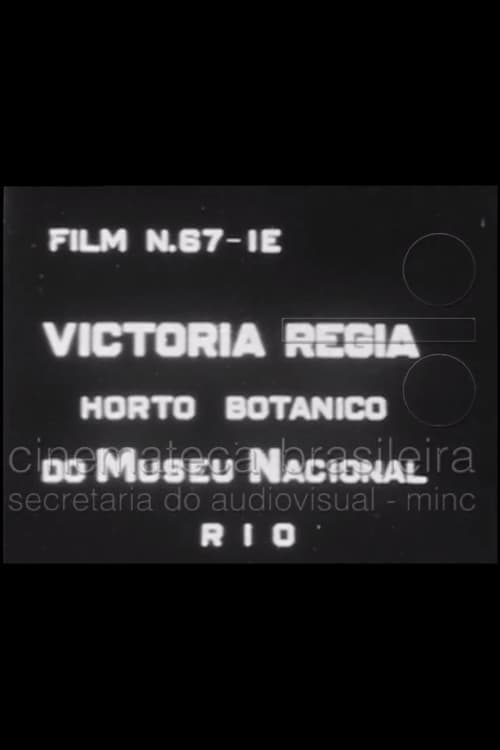 FILM N.67-IE
VICTORIA REGIA
HORTO BOTANICO
cinemateca brasileira
DO MUSEU NACIONAL
secretaria do audiovisual - minc
RIO